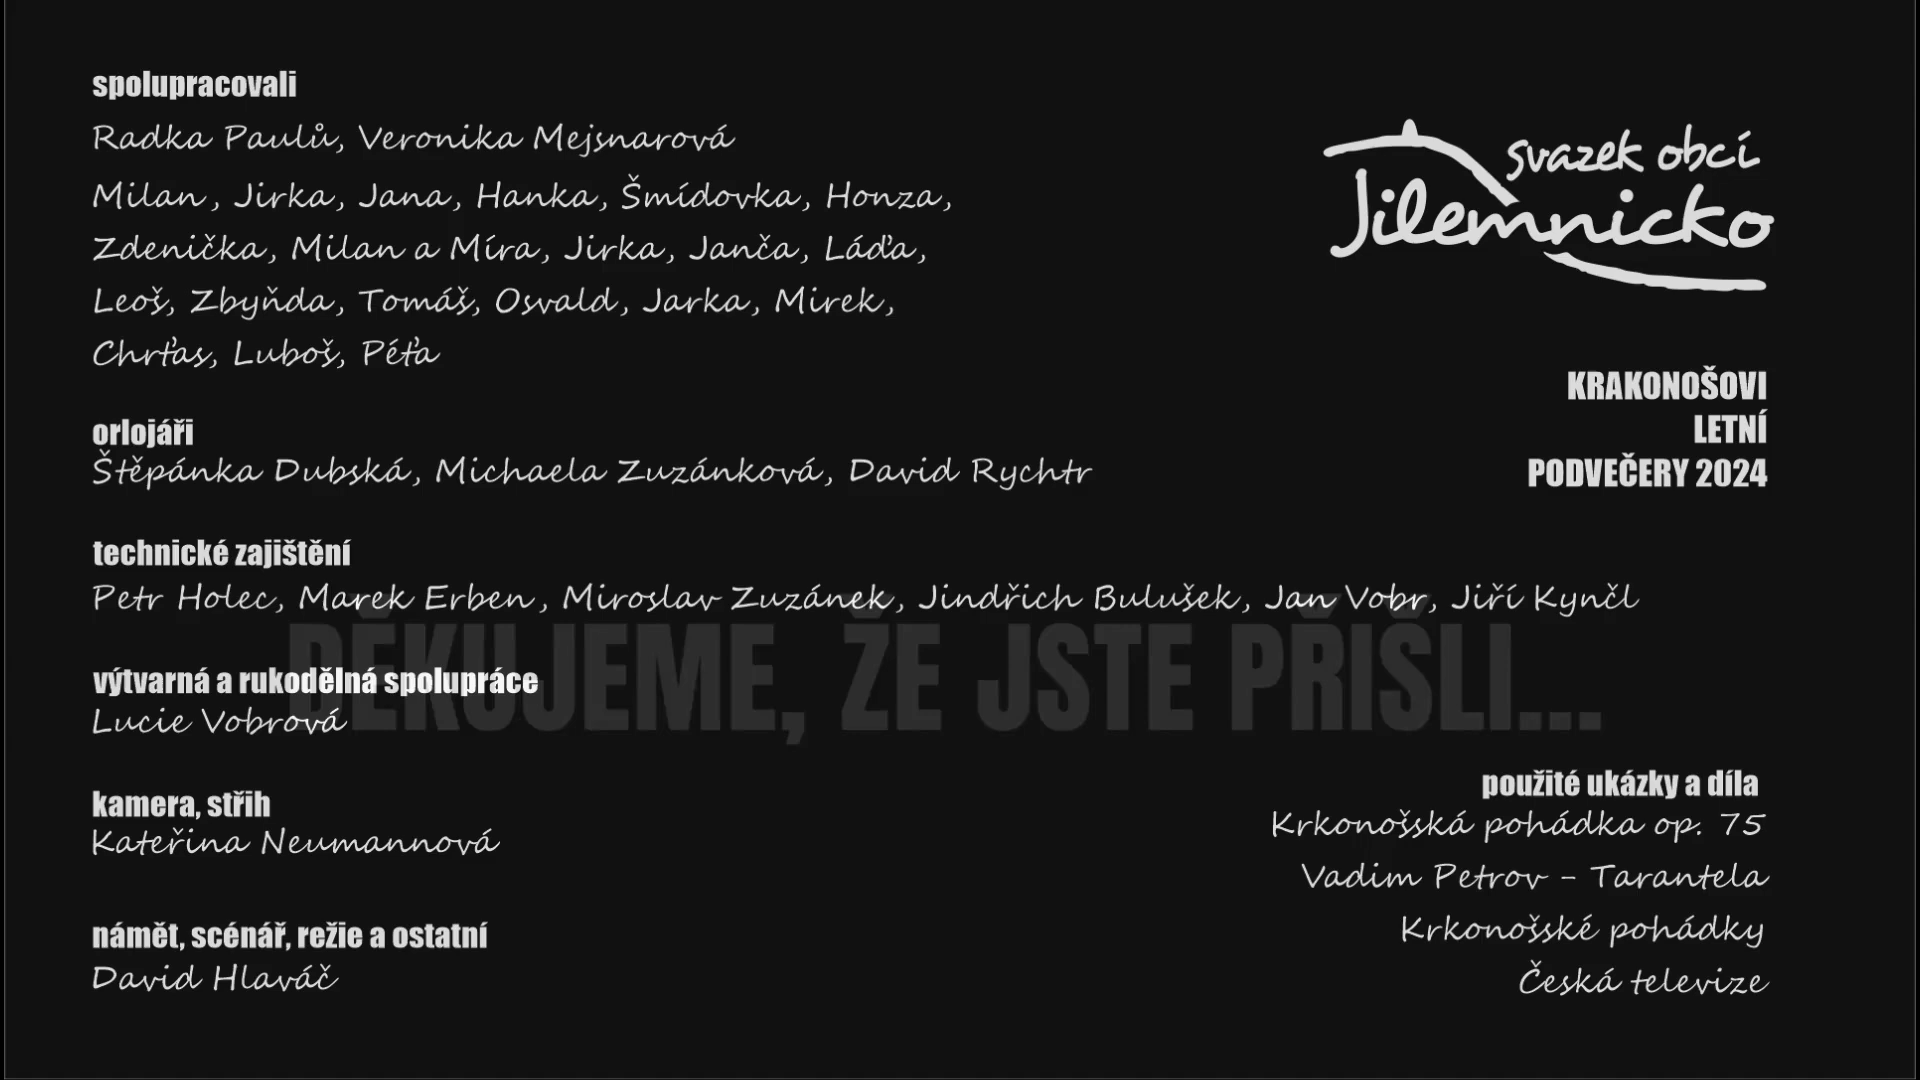 spolupracovali
Radka Paulů, Veronika Mejsnarová
Milan, Jirka, Jana, Hanka, Šmídovka, Honza,
Zdenička, Milan a Míra, Jirka, Janča, Láďa,
Leoš, Zbyňda, Tomáš, Osvald, Jarka, Mirek,
Chrťas, Luboš, Péťa
orlojáři
Štěpánka Dubská, Michaela Zuzánková, David Rychtr
technické zajištění
Petr Holec, Marek Erben, Miroslav Zuzánek, Jindřich Bulušek, Jan Vobr, Jiří Kynčl
DĚKUJEME, ŽE JSTE PŘIŠLI...
výtvarná a rukodělná spolupráce
Lucie Vobrová
kamera, střih
Kateřina Neumannová
námět, scénář, režie a ostatní
David Hlaváč
svazek obcí
Jilemnicko
KRAKONOŠOVI
LETNÍ
PODVEČERY 2024
použité ukázky a díla
Krkonošská pohádka op. 75
Vadim Petrov - Tarantela
Krkonošské pohádky
Česká televize